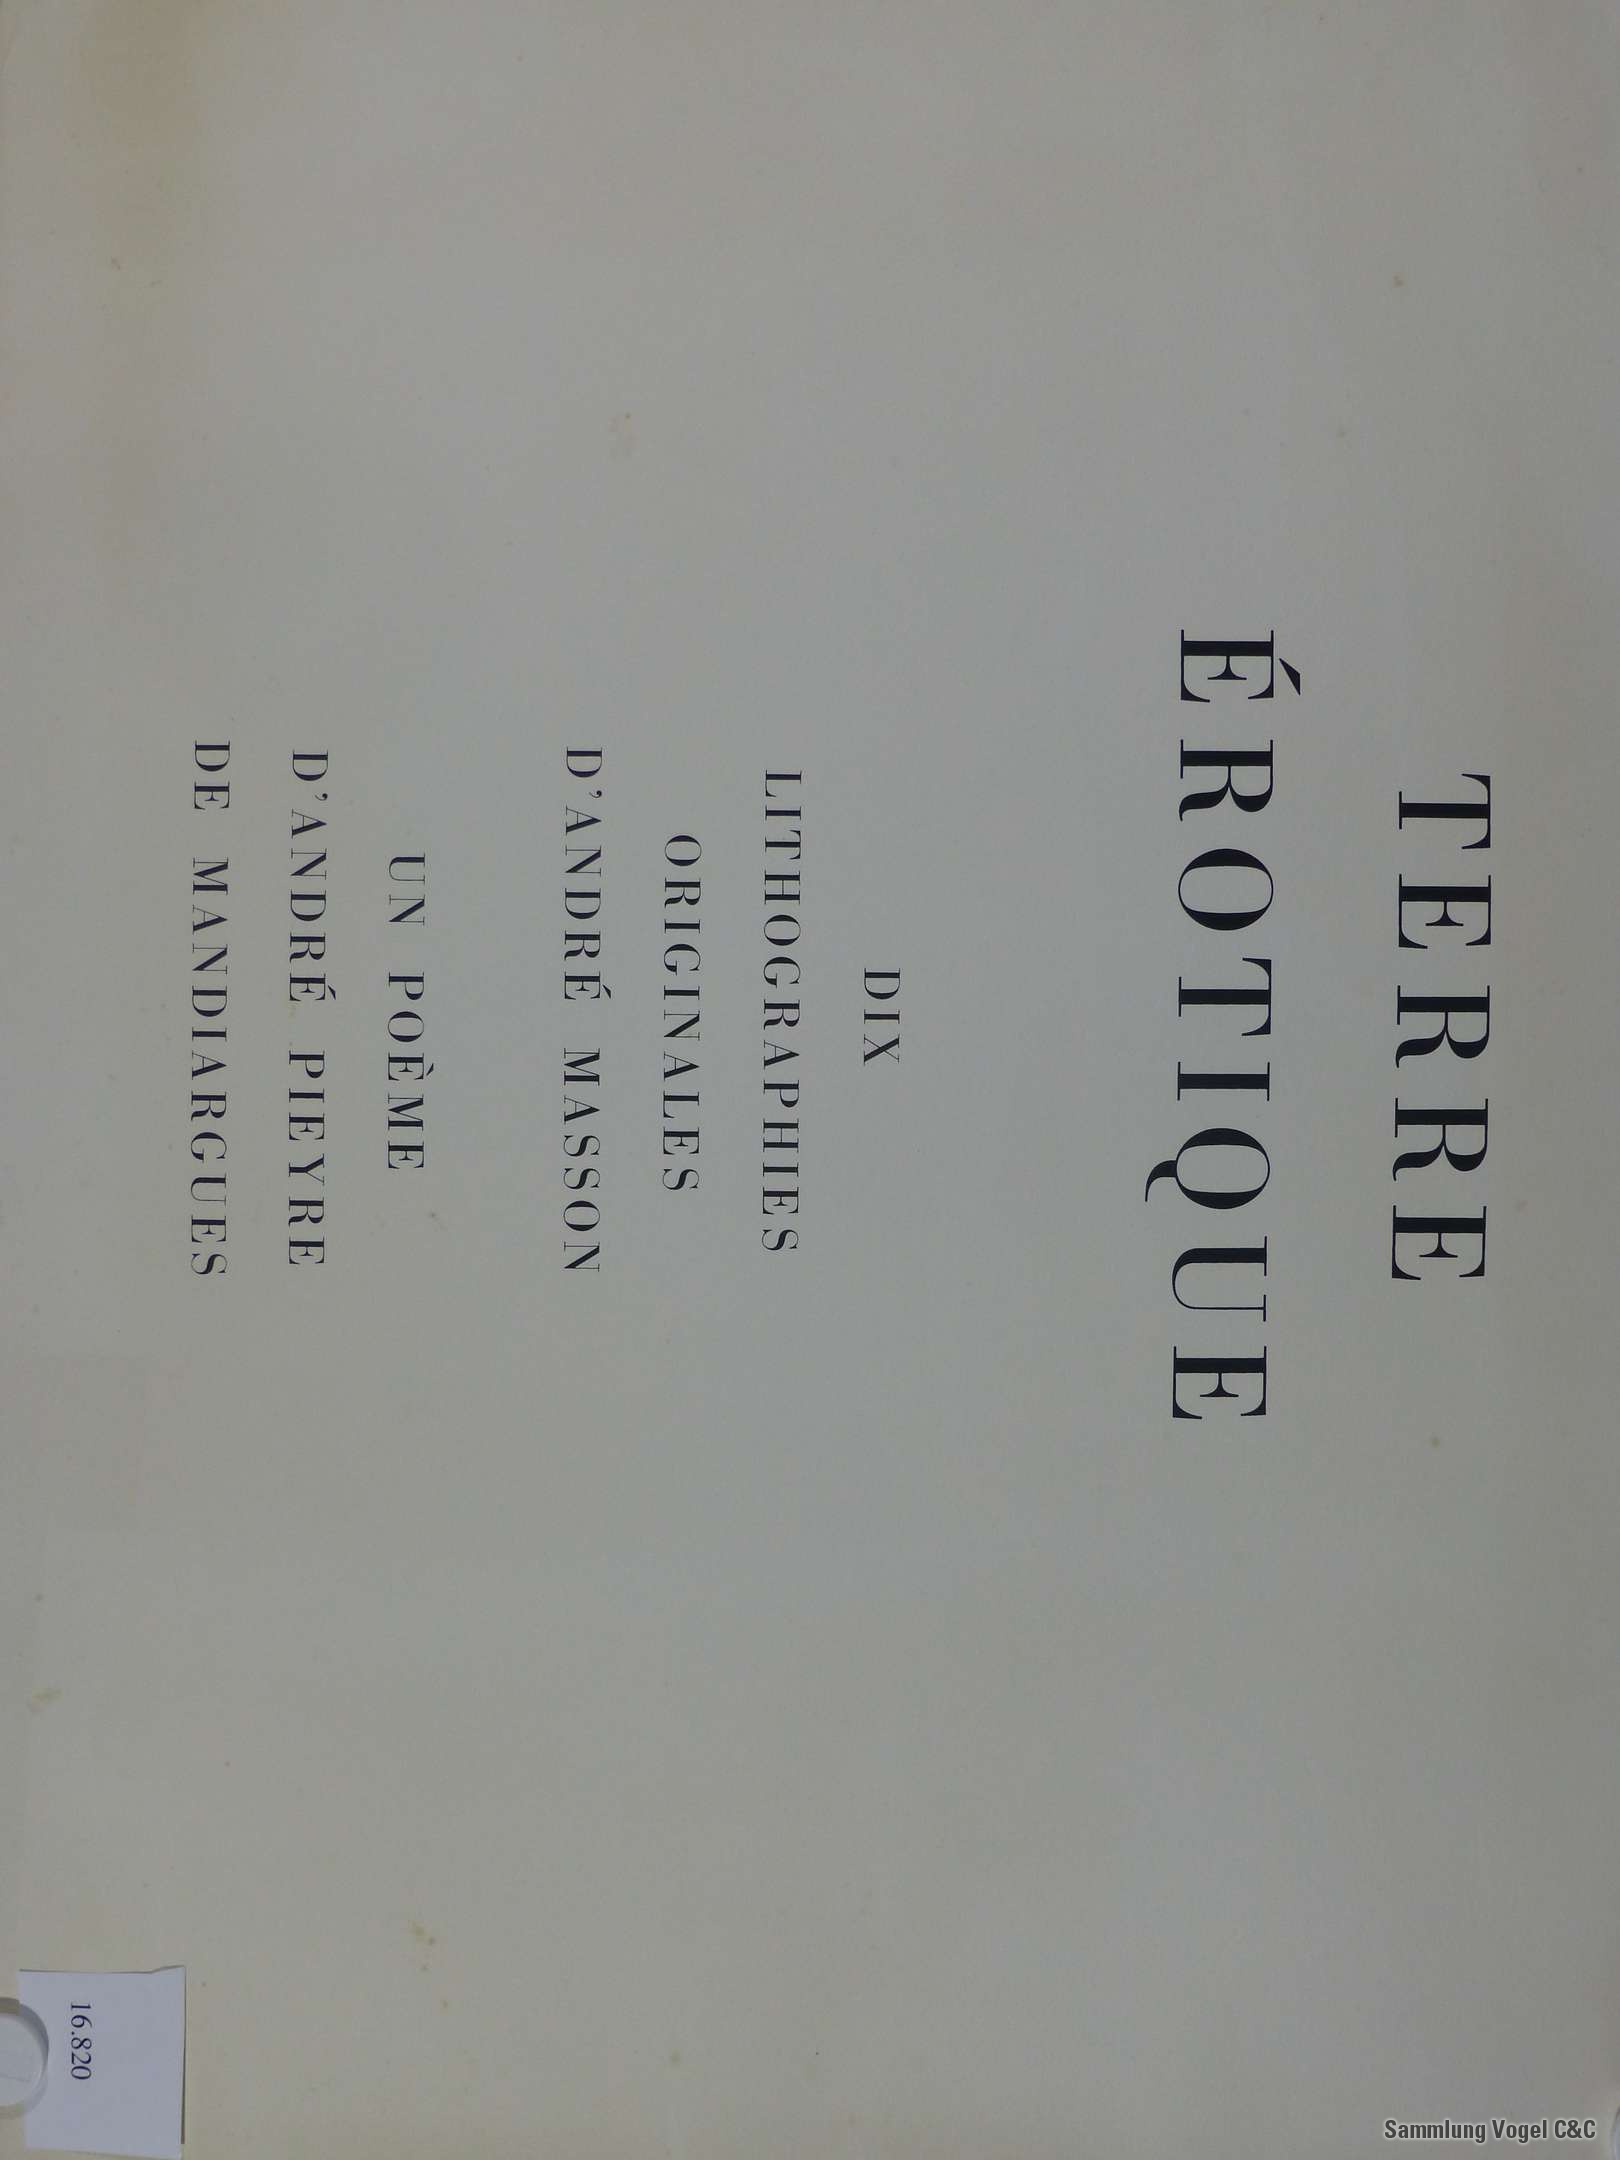 TERRE
ÉROTIQUE
DIX
LITHOGRAPHIES
ORIGINALES
D'ANDRÉ MASSON
UN POÈME
D'ANDRÉ PIEYRE
DE MANDIARGUES
16.820
Sammlung Vogel C&C